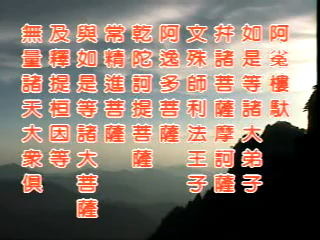 阿㝹樓馱
如是等諸大弟子
并諸菩薩摩訶薩
文殊師利法王子
阿逸多菩薩
乾陀訶提菩薩
常精進菩薩
與如是等諸大菩薩
及釋提桓因等
無量諸天大眾俱